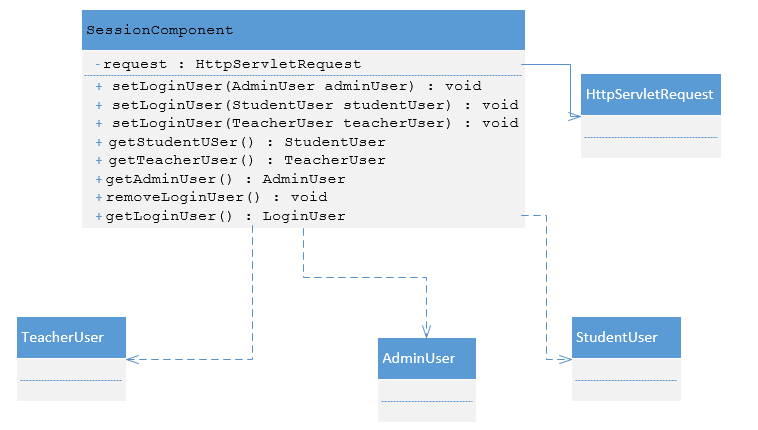 SessionComponent
- request : HttpServletRequest
+ setLoginUser(AdminUser adminUser) : void
+ setLoginUser(StudentUser studentUser) : void
+ setLoginUser(TeacherUser teacherUser) : void
+ getStudentUSer() : StudentUser
+ getTeacherUser() : TeacherUser
+ getAdminUser() : AdminUser
+ removeLoginUser() : void
+ getLoginUser() : LoginUser
HttpServletRequest
TeacherUser
AdminUser
StudentUser